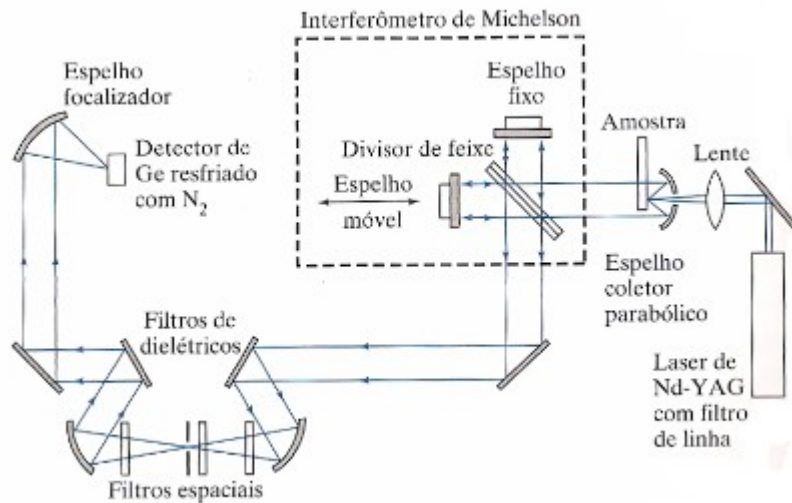 Interferômetro de Michelson
Espelho
focalizador
Detector de
Ge resfriado
com N₂
Espelho
fixo
Divisor de feixe
Espelho
móvel
Amostra
Lente
Espelho
coletor
parabólico
Filtros de
dielétricos
Laser de
Nd-YAG
com filtro
de linha
Filtros espaciais